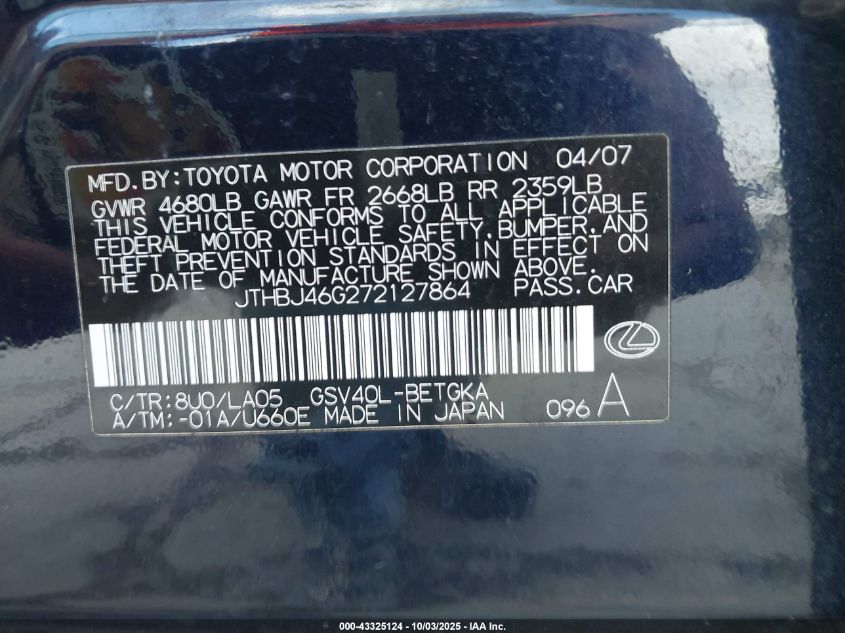 MFD.BY:TOYOTA MOTOR CORPORATION 04/07
GVWR 4680LB GAWR FR 2668LB RR 2359LB
THIS VEHICLE CONFORMS TO ALL APPLICABLE
FEDERAL MOTOR VEHICLE SAFETY,BUMPER,AND
THEFT PREVENTION STANDARDS IN EFFECT ON
THE DATE OF MANUFACTURE SHOWN ABOVE.
JTHBJ46G272127864 PASS.CAR
C/TR:8U0/LA05 GSV40L-BETGKA
A/TM:-01A/U660E MADE IN JAPAN 096 A
000-43325124 - 10/03/2025 - IAA Inc.